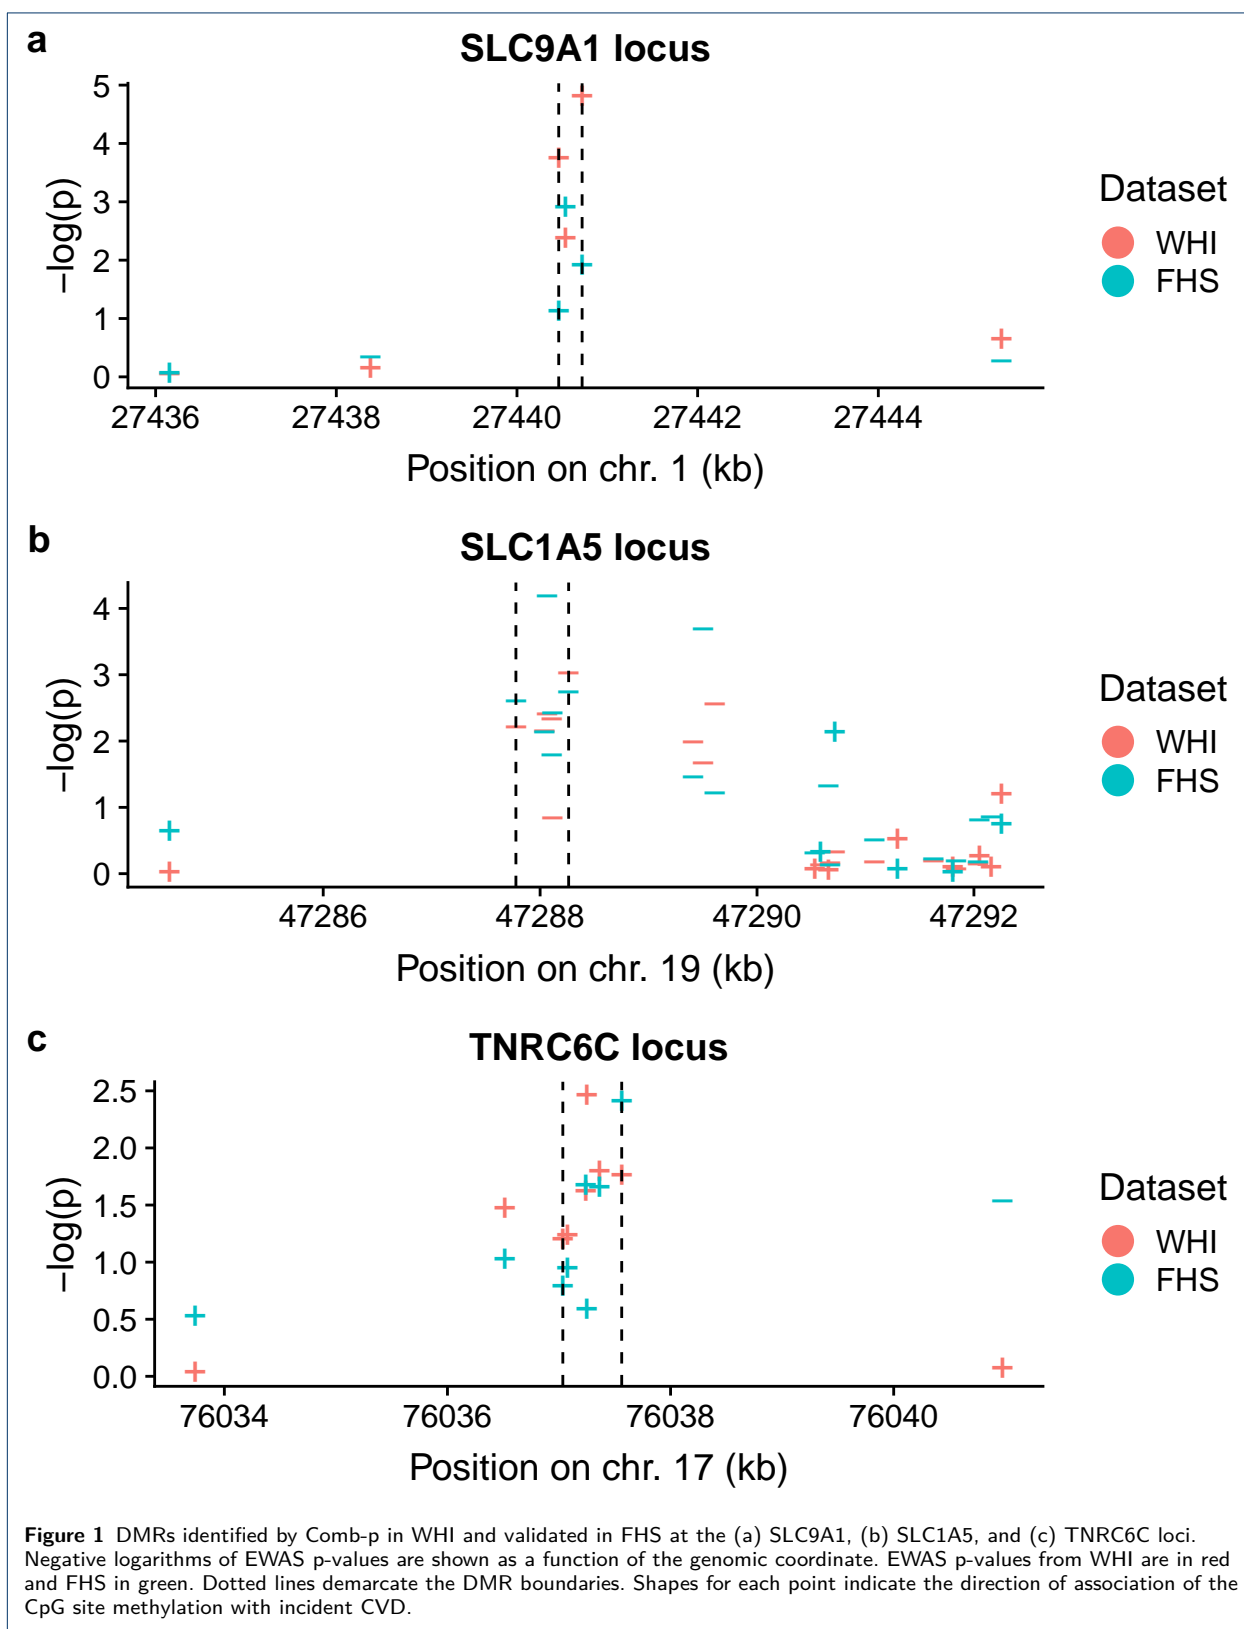 a
SLC9A1 locus
5
4
3
2
1
0
−log(p)
27436 27438 27440 27442 27444
Position on chr. 1 (kb)
Dataset
WHI
FHS
b
SLC1A5 locus
4
3
2
1
0
−log(p)
47286 47288 47290 47292
Position on chr. 19 (kb)
Dataset
WHI
FHS
c
TNRC6C locus
2.5
2.0
1.5
1.0
0.5
0.0
−log(p)
76034 76036 76038 76040
Position on chr. 17 (kb)
Dataset
WHI
FHS
Figure 1 DMRs identified by Comb-p in WHI and validated in FHS at the (a) SLC9A1, (b) SLC1A5, and (c) TNRC6C loci.
Negative logarithms of EWAS p-values are shown as a function of the genomic coordinate. EWAS p-values from WHI are in red
and FHS in green. Dotted lines demarcate the DMR boundaries. Shapes for each point indicate the direction of association of the
CpG site methylation with incident CVD.